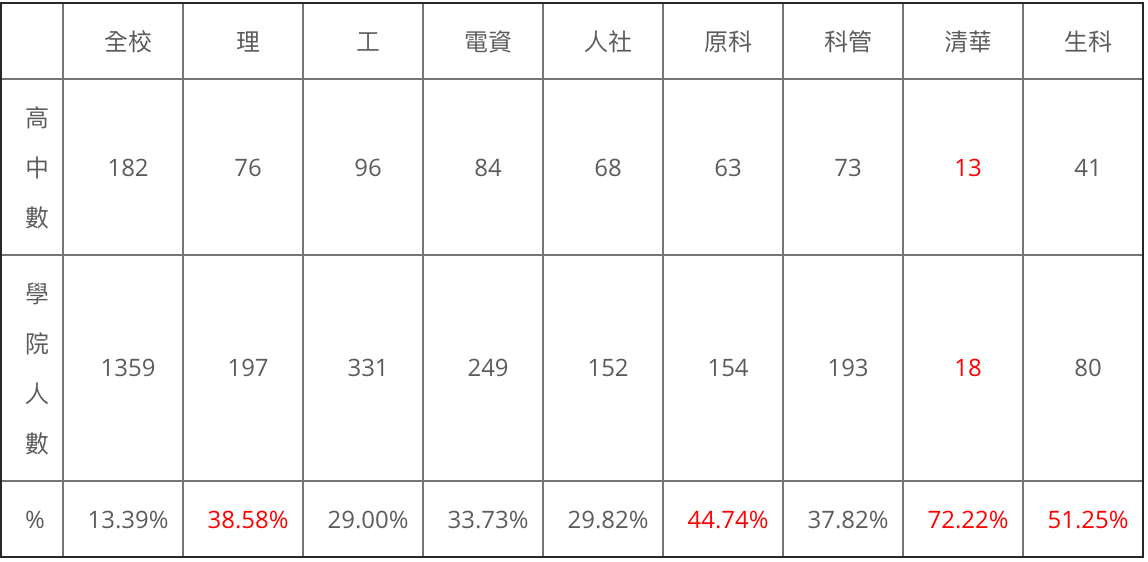 全校 理 工 電資 人社 原科 科管 清華 生科
高中數 182 76 96 84 68 63 73 13 41
學院人數 1359 197 331 249 152 154 193 18 80
% 13.39% 38.58% 29.00% 33.73% 29.82% 44.74% 37.82% 72.22% 51.25%